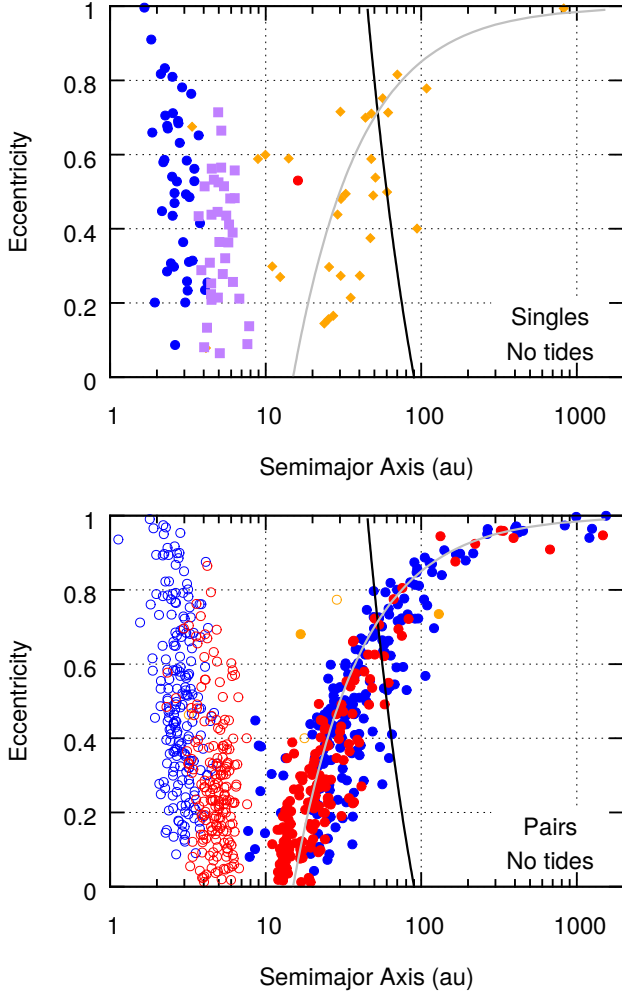 1
0.8
0.6
0.4
0.2
0
Eccentricity
Singles
No tides
1 10 100 1000
Semimajor Axis (au)
1
0.8
0.6
0.4
0.2
0
Eccentricity
Pairs
No tides
1 10 100 1000
Semimajor Axis (au)